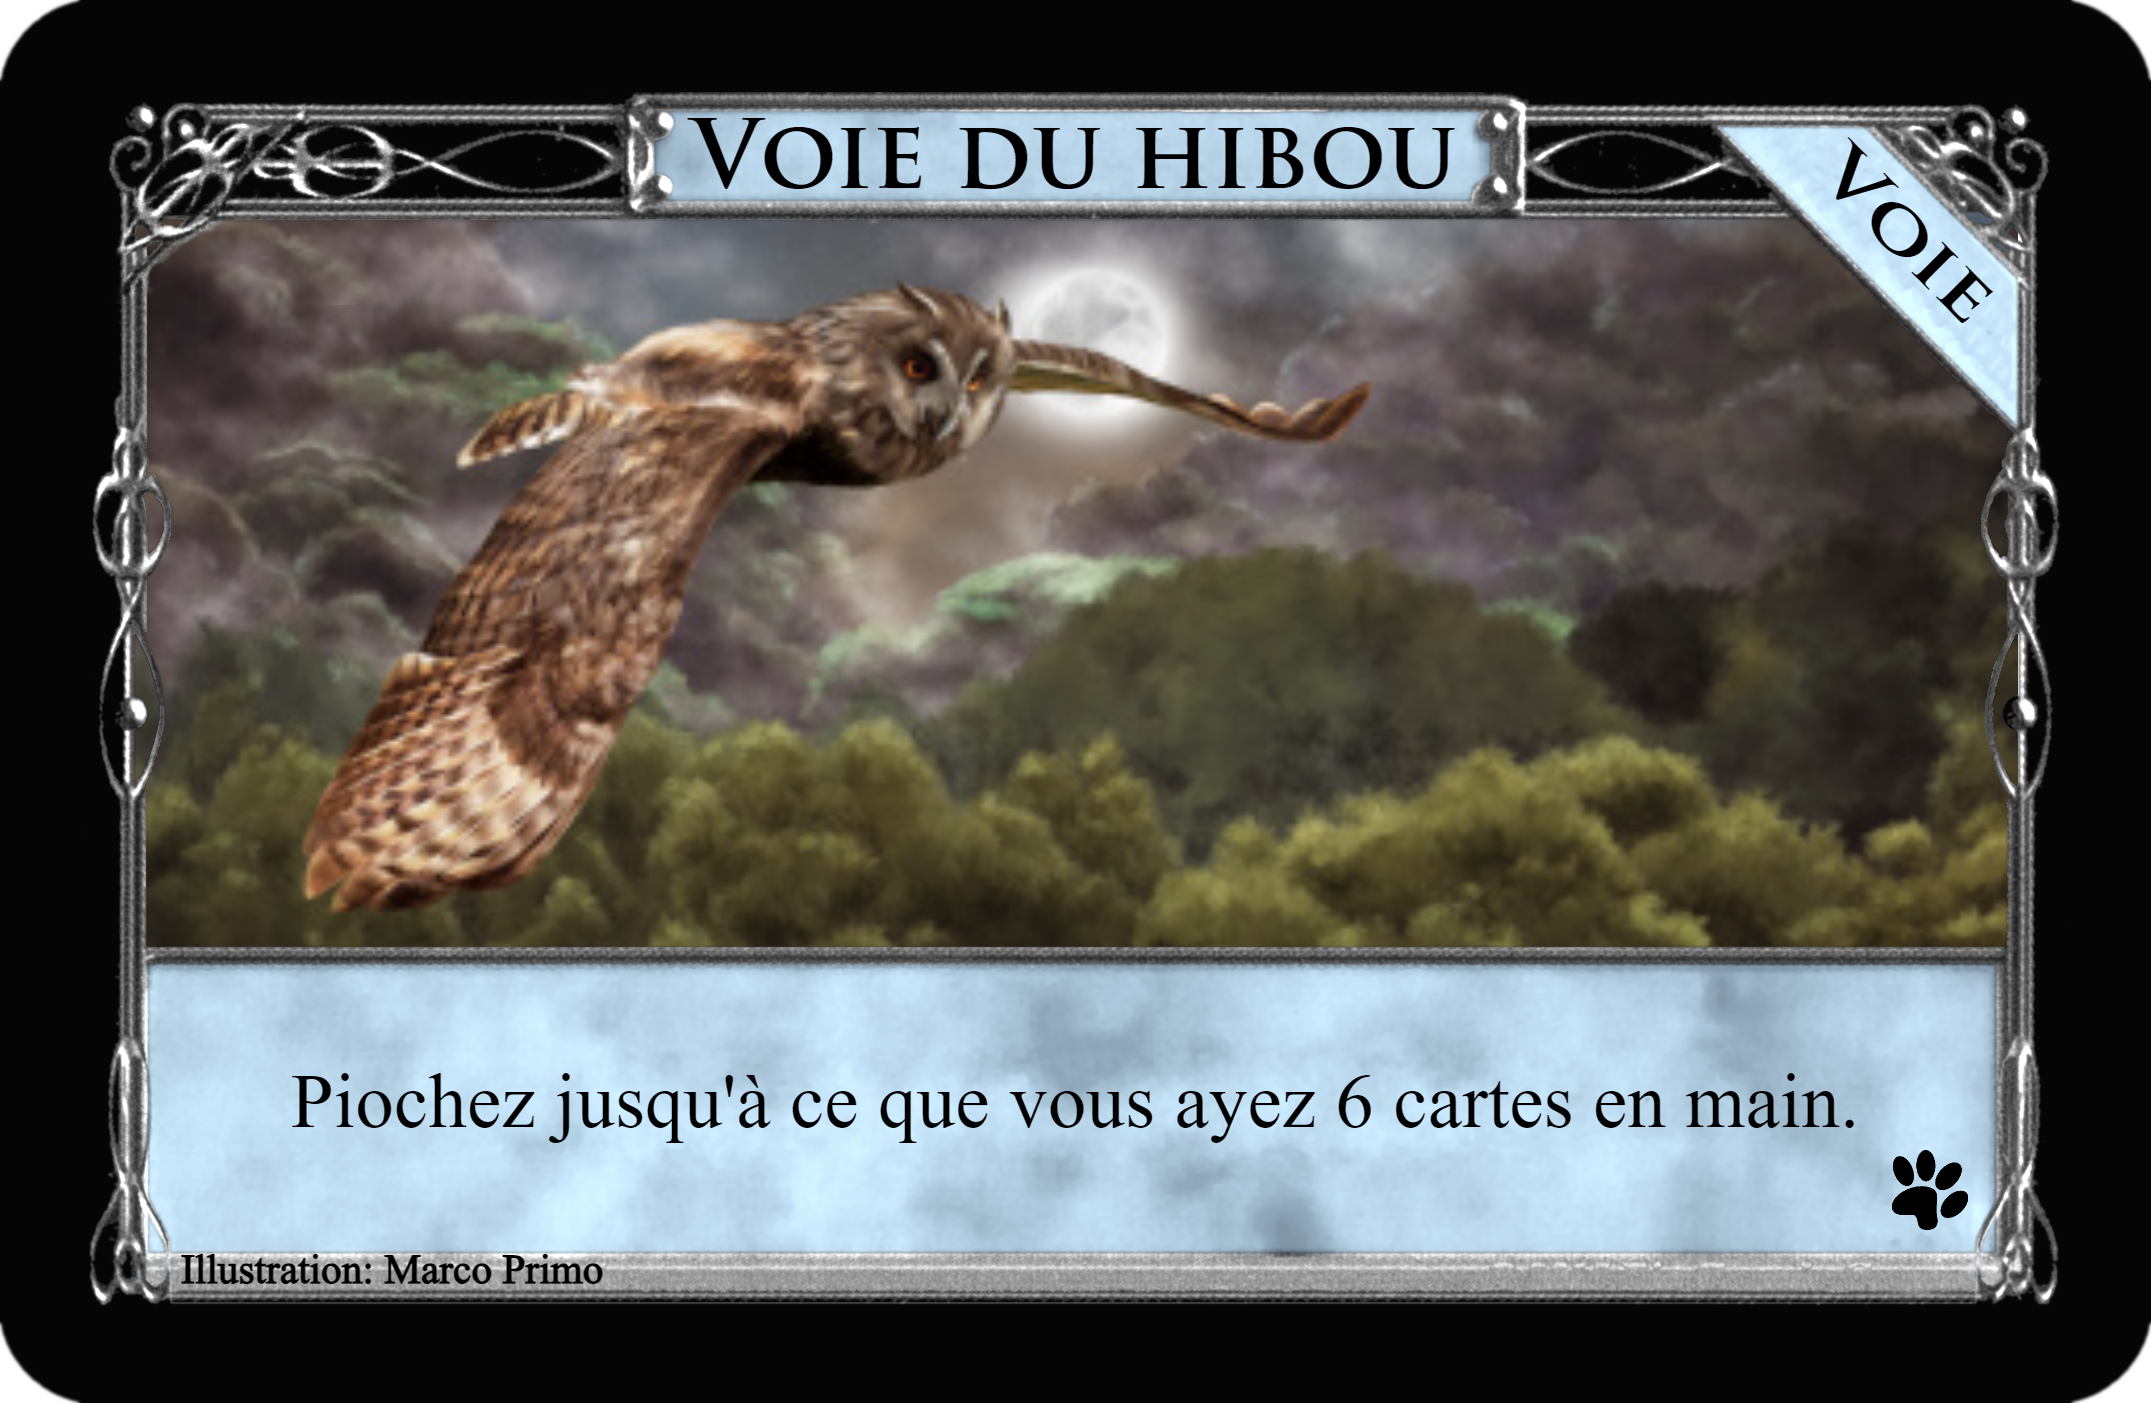 Voie du hibou
Voie
Piochez jusqu'à ce que vous ayez 6 cartes en main.
Illustration: Marco Primo